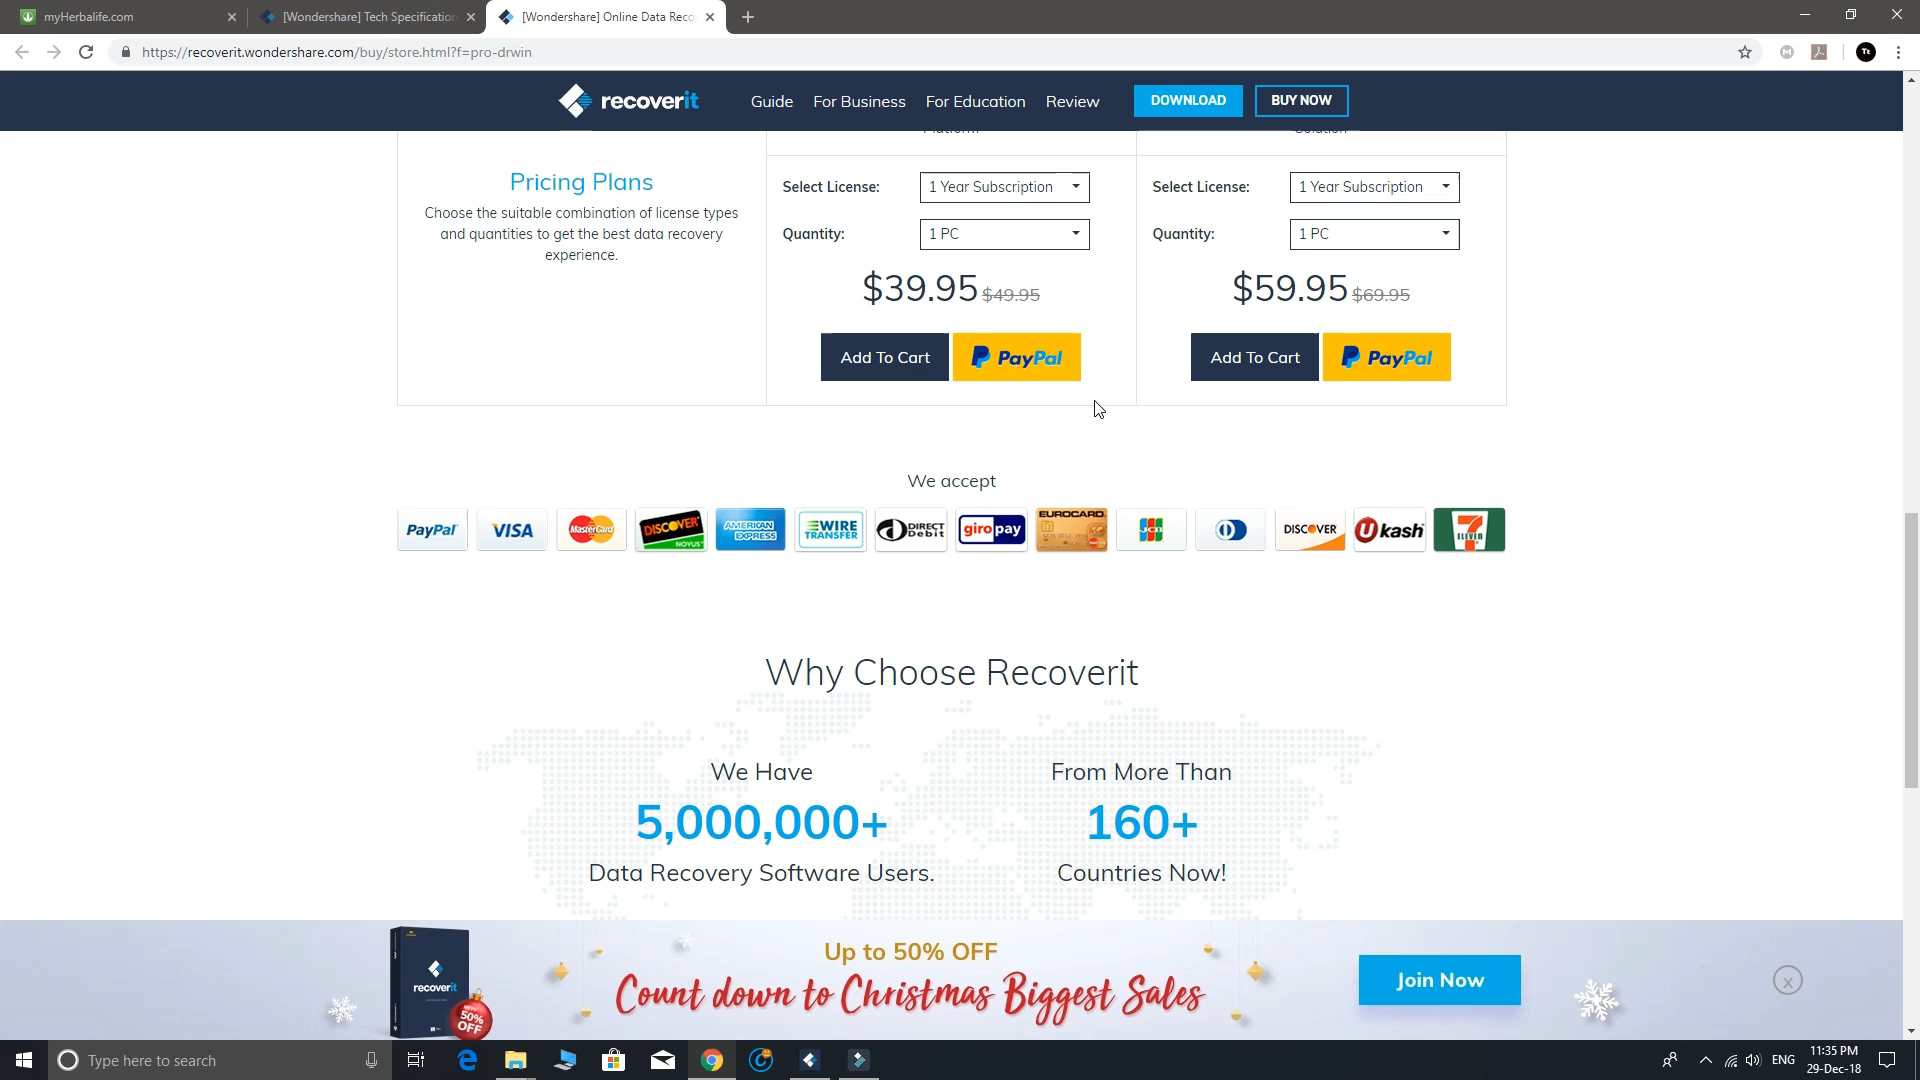 myHerbalife.com
[Wondershare] Tech Specification
[Wondershare] Online Data Reco
https://recoverit.wondershare.com/buy/store.html?f=pro-drwin
Tt
recoverit
Guide
For Business
For Education
Review
DOWNLOAD
BUY NOW
Platform
Solution
Pricing Plans
Choose the suitable combination of license types
and quantities to get the best data recovery
experience.
Select License:
1 Year Subscription
Quantity:
1 PC
$39.95 $49.95
Add To Cart
PayPal
Select License:
1 Year Subscription
Quantity:
1 PC
$59.95 $69.95
Add To Cart
PayPal
We accept
PayPal
VISA
MasterCard
DISCOVER
NOVUS
AMERICAN
EXPRESS
WIRE
TRANSFER
DIRECT
Debit
giropay
EUROCARD
JCB
DISCOVER
Ukash
7
ELEVEN
Why Choose Recoverit
We Have
5,000,000+
Data Recovery Software Users.
From More Than
160+
Countries Now!
recoverit
50%
OFF
Up to 50% OFF
Count down to Christmas Biggest Sales
Join Now
x
Type here to search
ENG
11:35 PM
29-Dec-18